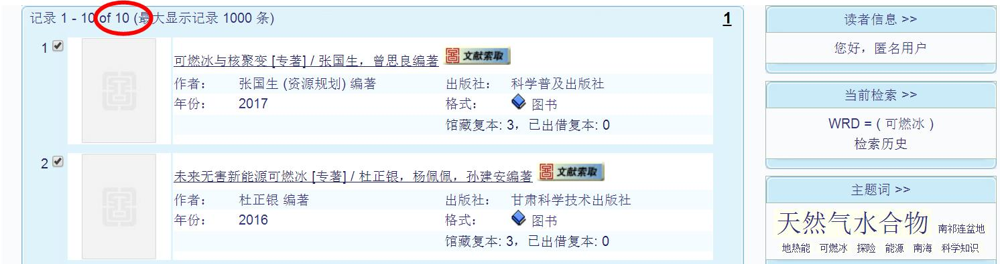 记录 1 - 10 of 10 (最大显示记录 1000 条)
1
1
可燃冰与核聚变 [专著] / 张国生，曾思良编著 文献索取
作者： 张国生 (资源规划) 编著 出版社： 科学普及出版社
年份： 2017 格式： 图书
馆藏复本: 3，已出借复本: 0
2
未来无害新能源可燃冰 [专著] / 杜正银，杨佩佩，孙建安编著 文献索取
作者： 杜正银 编著 出版社： 甘肃科学技术出版社
年份： 2016 格式： 图书
馆藏复本: 3，已出借复本: 0
读者信息 >>
您好，匿名用户
当前检索 >>
WRD = ( 可燃冰 )
检索历史
主题词 >>
天然气水合物 南祁连盆地
地热能 可燃冰 探险 能源 南海 科学知识